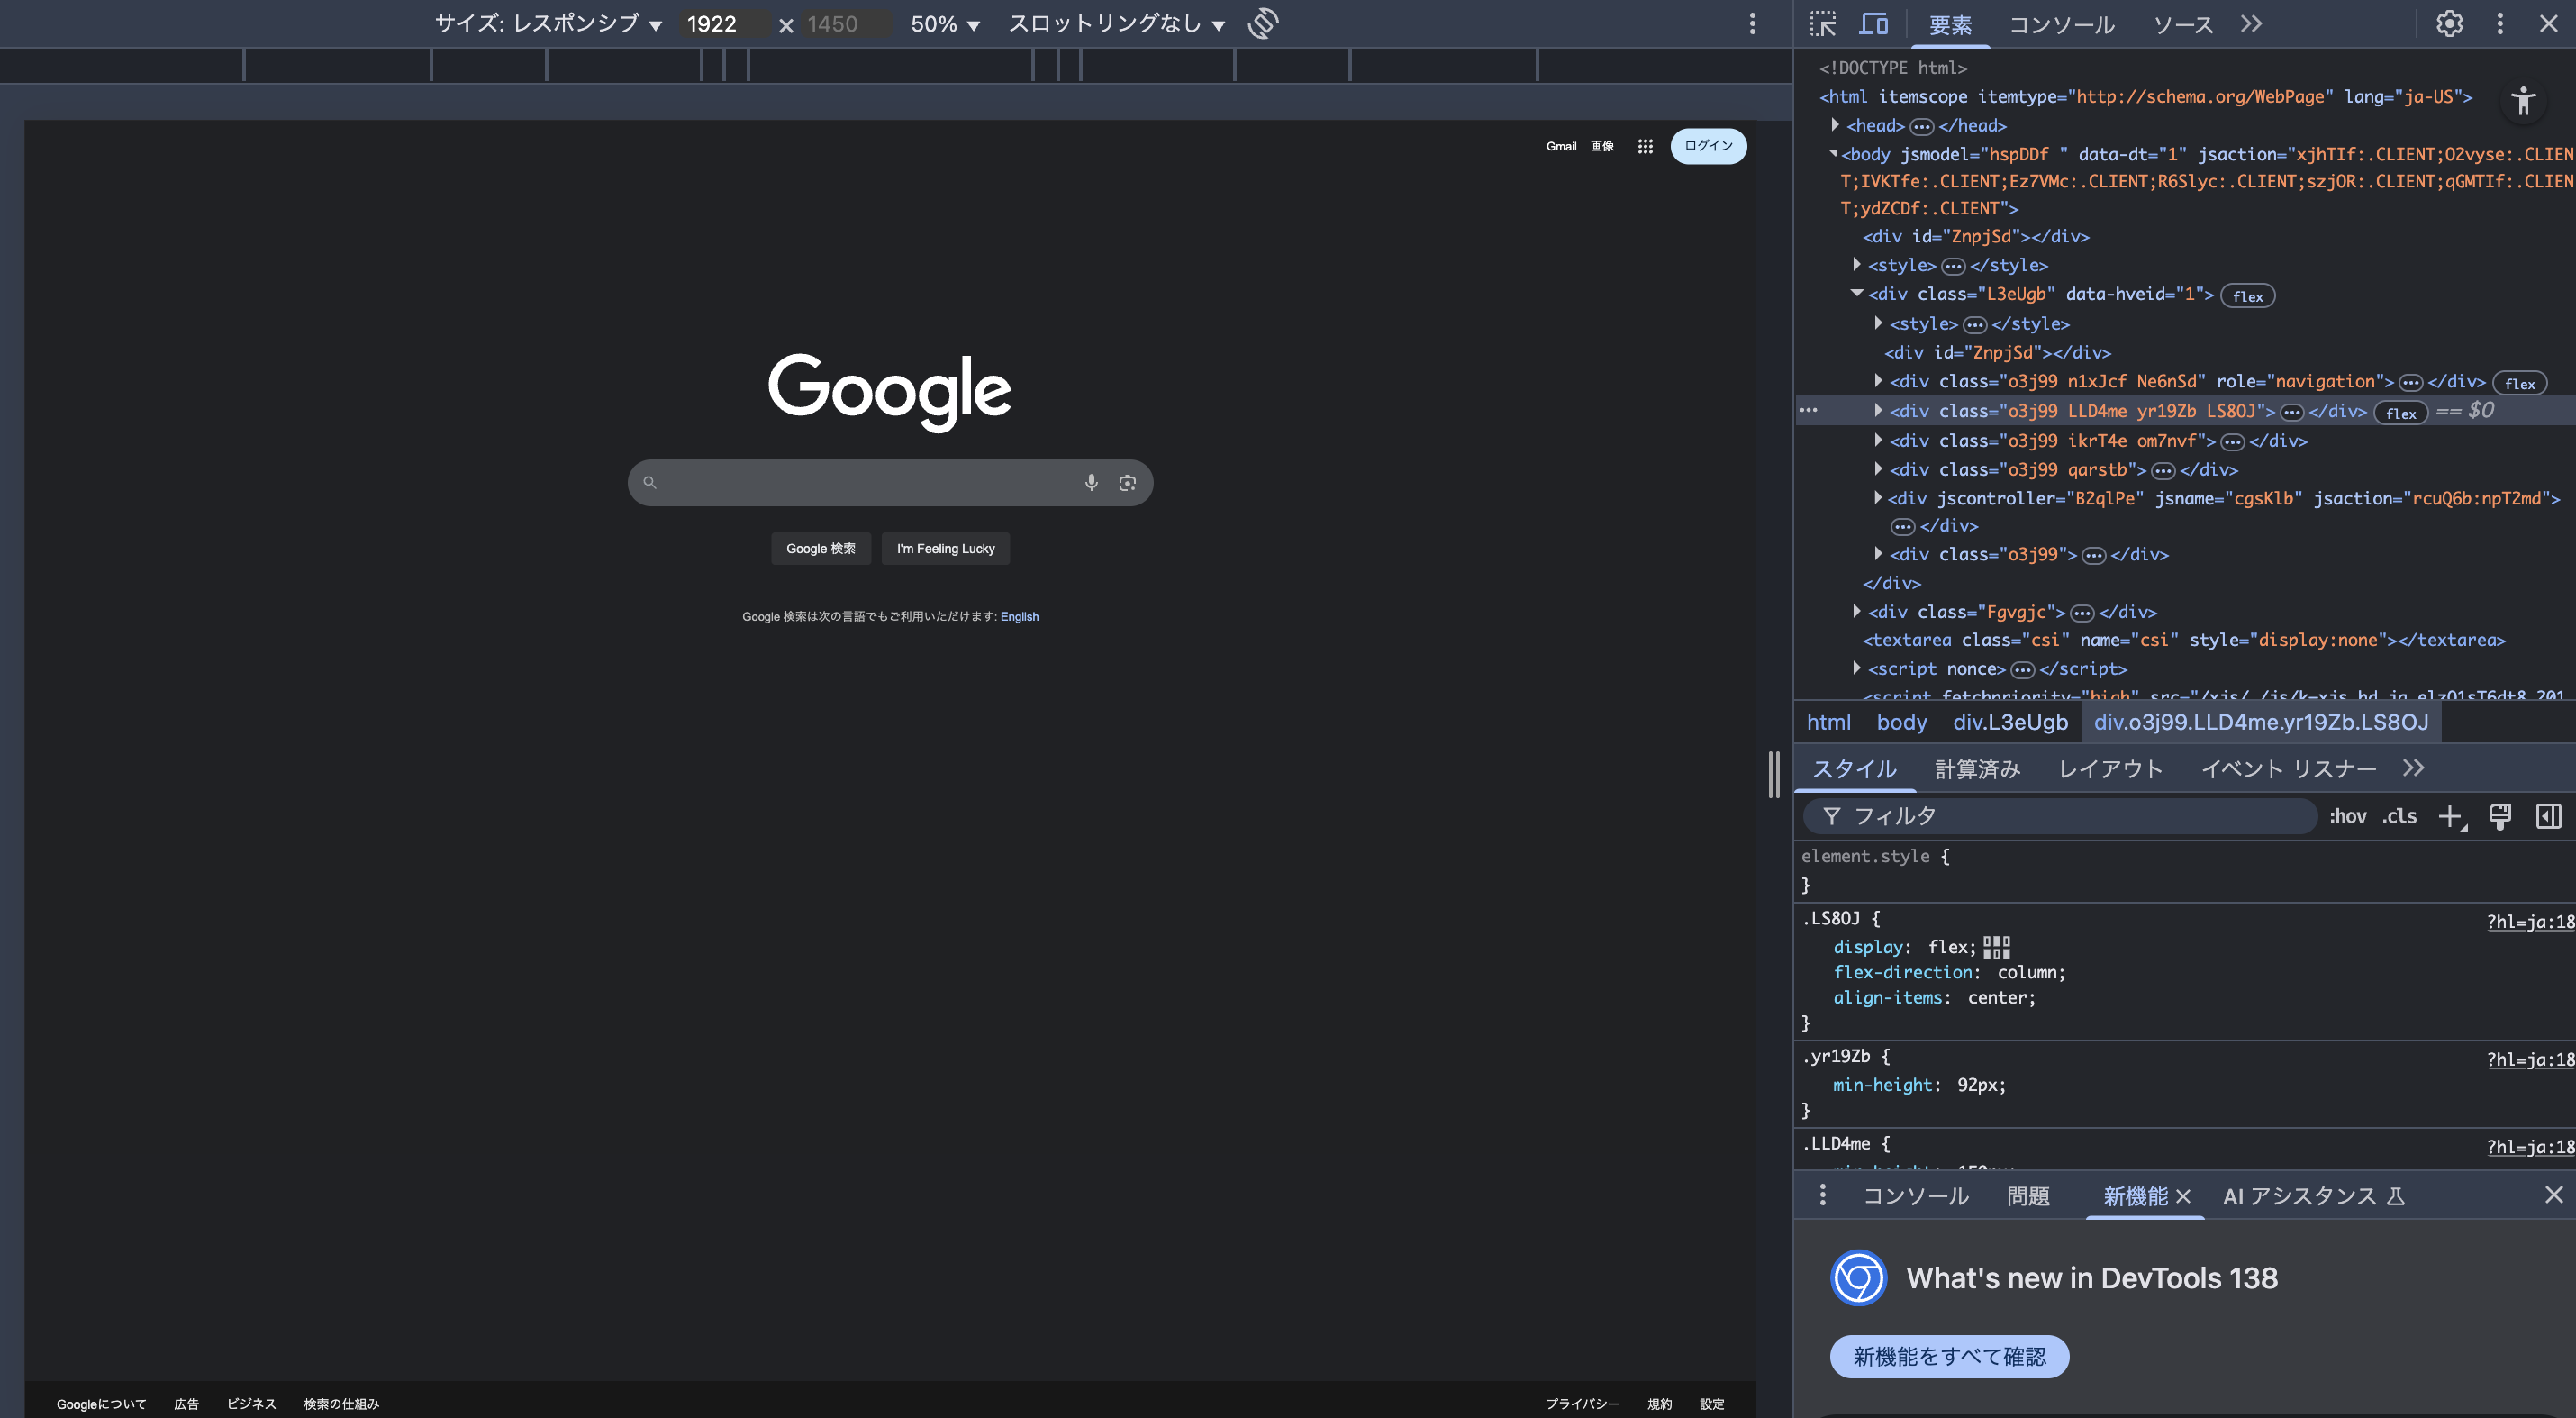 サイズ: レスポンシブ ▼ 1922 × 1450 50% ▼ スロットリングなし ▼
Gmail 画像 ログイン
Google
Google 検索 I'm Feeling Lucky
Google 検索は次の言語でもご利用いただけます: English
Googleについて 広告 ビジネス 検索の仕組み
プライバシー 規約 設定
要素 コンソール ソース
<!DOCTYPE html>
<html itemscope itemtype="http://schema.org/WebPage" lang="ja-US">
<head> ••• </head>
<body jsmodel="hspDDf " data-dt="1" jsaction="xjhTIf:.CLIENT;O2vyse:.CLIEN
T;IVKTfe:.CLIENT;Ez7VMc:.CLIENT;R6Slyc:.CLIENT;szjOR:.CLIENT;qGMTIf:.CLIEN
T;ydZCDf:.CLIENT">
<div id="ZnpjSd"></div>
<style> ••• </style>
<div class="L3eUgb" data-hveid="1"> flex
<style> ••• </style>
<div id="ZnpjSd"></div>
<div class="o3j99 n1xJcf Ne6nSd" role="navigation"> ••• </div> flex
••• <div class="o3j99 LLD4me yr19Zb LS8OJ"> ••• </div> flex == $0
<div class="o3j99 ikrT4e om7nvf"> ••• </div>
<div class="o3j99 qarstb"> ••• </div>
<div jscontroller="B2qlPe" jsname="cgsKlb" jsaction="rcuQ6b:npT2md">
••• </div>
<div class="o3j99"> ••• </div>
</div>
<div class="Fgvgjc"> ••• </div>
<textarea class="csi" name="csi" style="display:none"></textarea>
<script nonce> ••• </script>
<script fetchpriority="high"
html body div.L3eUgb div.o3j99.LLD4me.yr19Zb.LS8OJ
スタイル 計算済み レイアウト イベント リスナー
フィルタ :hov .cls
element.style {
}
.LS8OJ { ?hl=ja:18
display: flex;
flex-direction: column;
align-items: center;
}
.yr19Zb { ?hl=ja:18
min-height: 92px;
}
.LLD4me { ?hl=ja:18
コンソール 問題 新機能 AI アシスタンス
What's new in DevTools 138
新機能をすべて確認